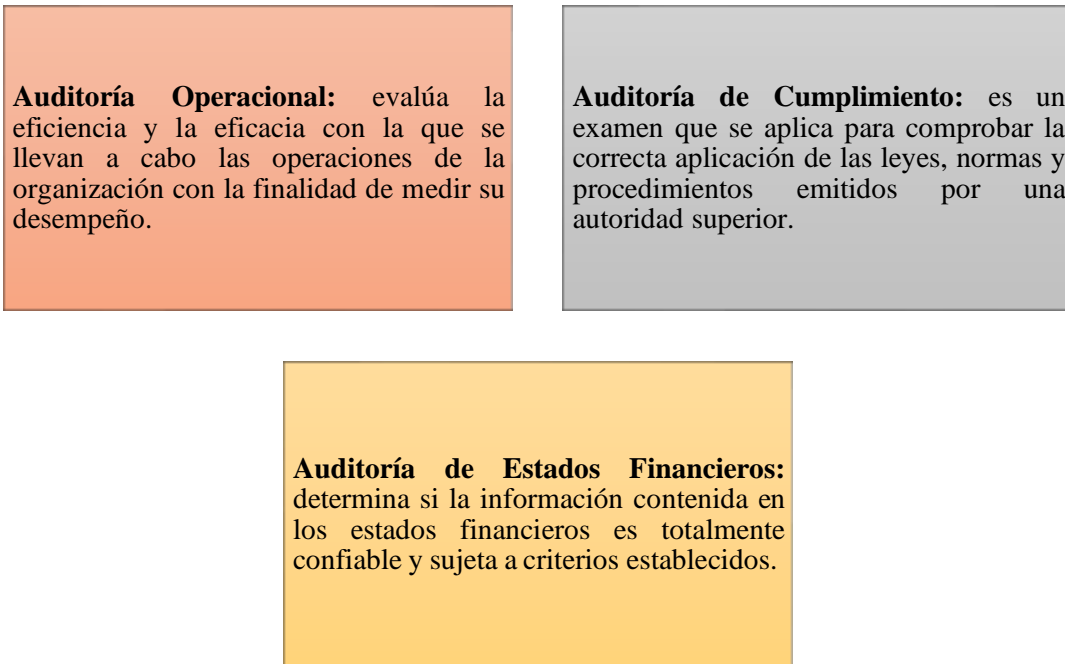 Auditoría Operacional: evalúa la
eficiencia y la eficacia con la que se
llevan a cabo las operaciones de la
organización con la finalidad de medir su
desempeño.
Auditoría de Cumplimiento: es un
examen que se aplica para comprobar la
correcta aplicación de las leyes, normas y
procedimientos emitidos por una
autoridad superior.
Auditoría de Estados Financieros:
determina si la información contenida en
los estados financieros es totalmente
confiable y sujeta a criterios establecidos.